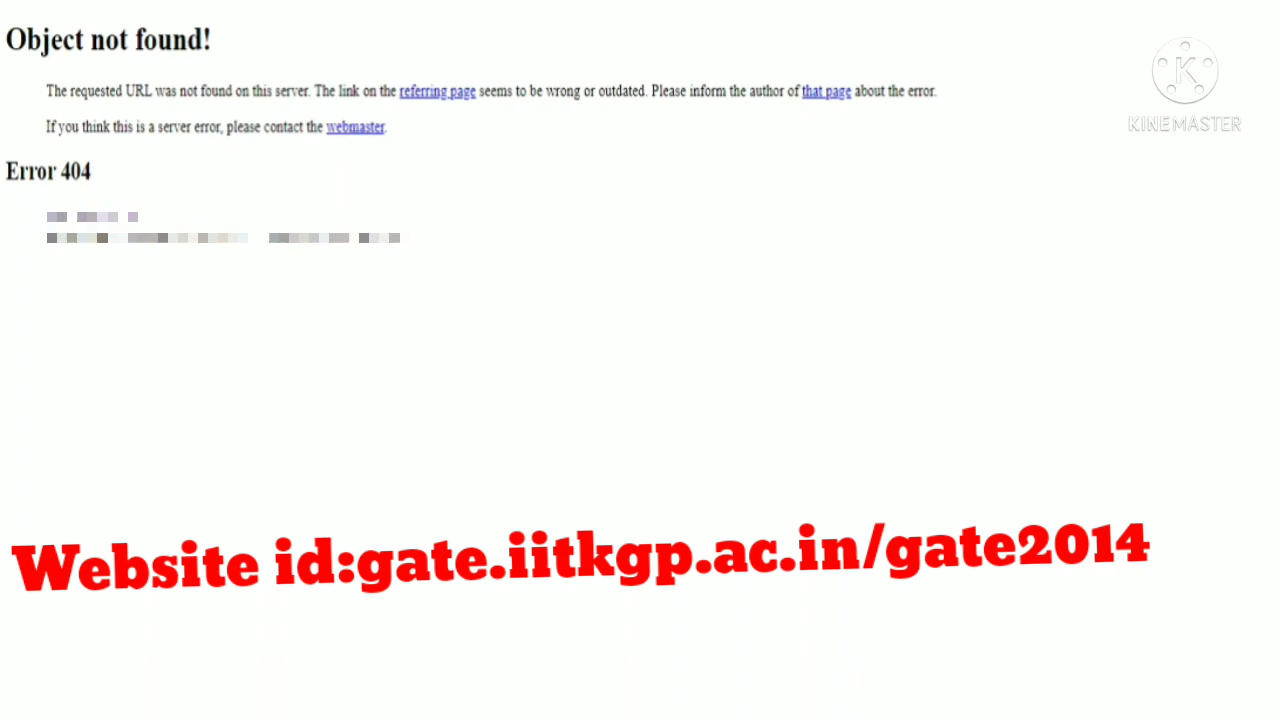 Object not found!
The requested URL was not found on this server. The link on the referring page seems to be wrong or outdated. Please inform the author of that page about the error.
If you think this is a server error, please contact the webmaster.
Error 404
KINEMASTER
Website id:gate.iitkgp.ac.in/gate2014